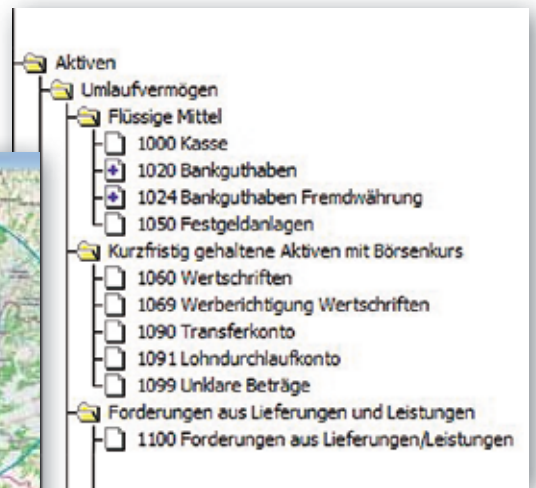 Aktiven
Umlaufvermögen
Flüssige Mittel
1000 Kasse
1020 Bankguthaben
1024 Bankguthaben Fremdwährung
1050 Festgeldanlagen
Kurzfristig gehaltene Aktiven mit Börsenkurs
1060 Wertschriften
1069 Werberichtigung Wertschriften
1090 Transferkonto
1091 Lohndurchlaufkonto
1099 Unklare Beträge
Forderungen aus Lieferungen und Leistungen
1100 Forderungen aus Lieferungen/Leistungen